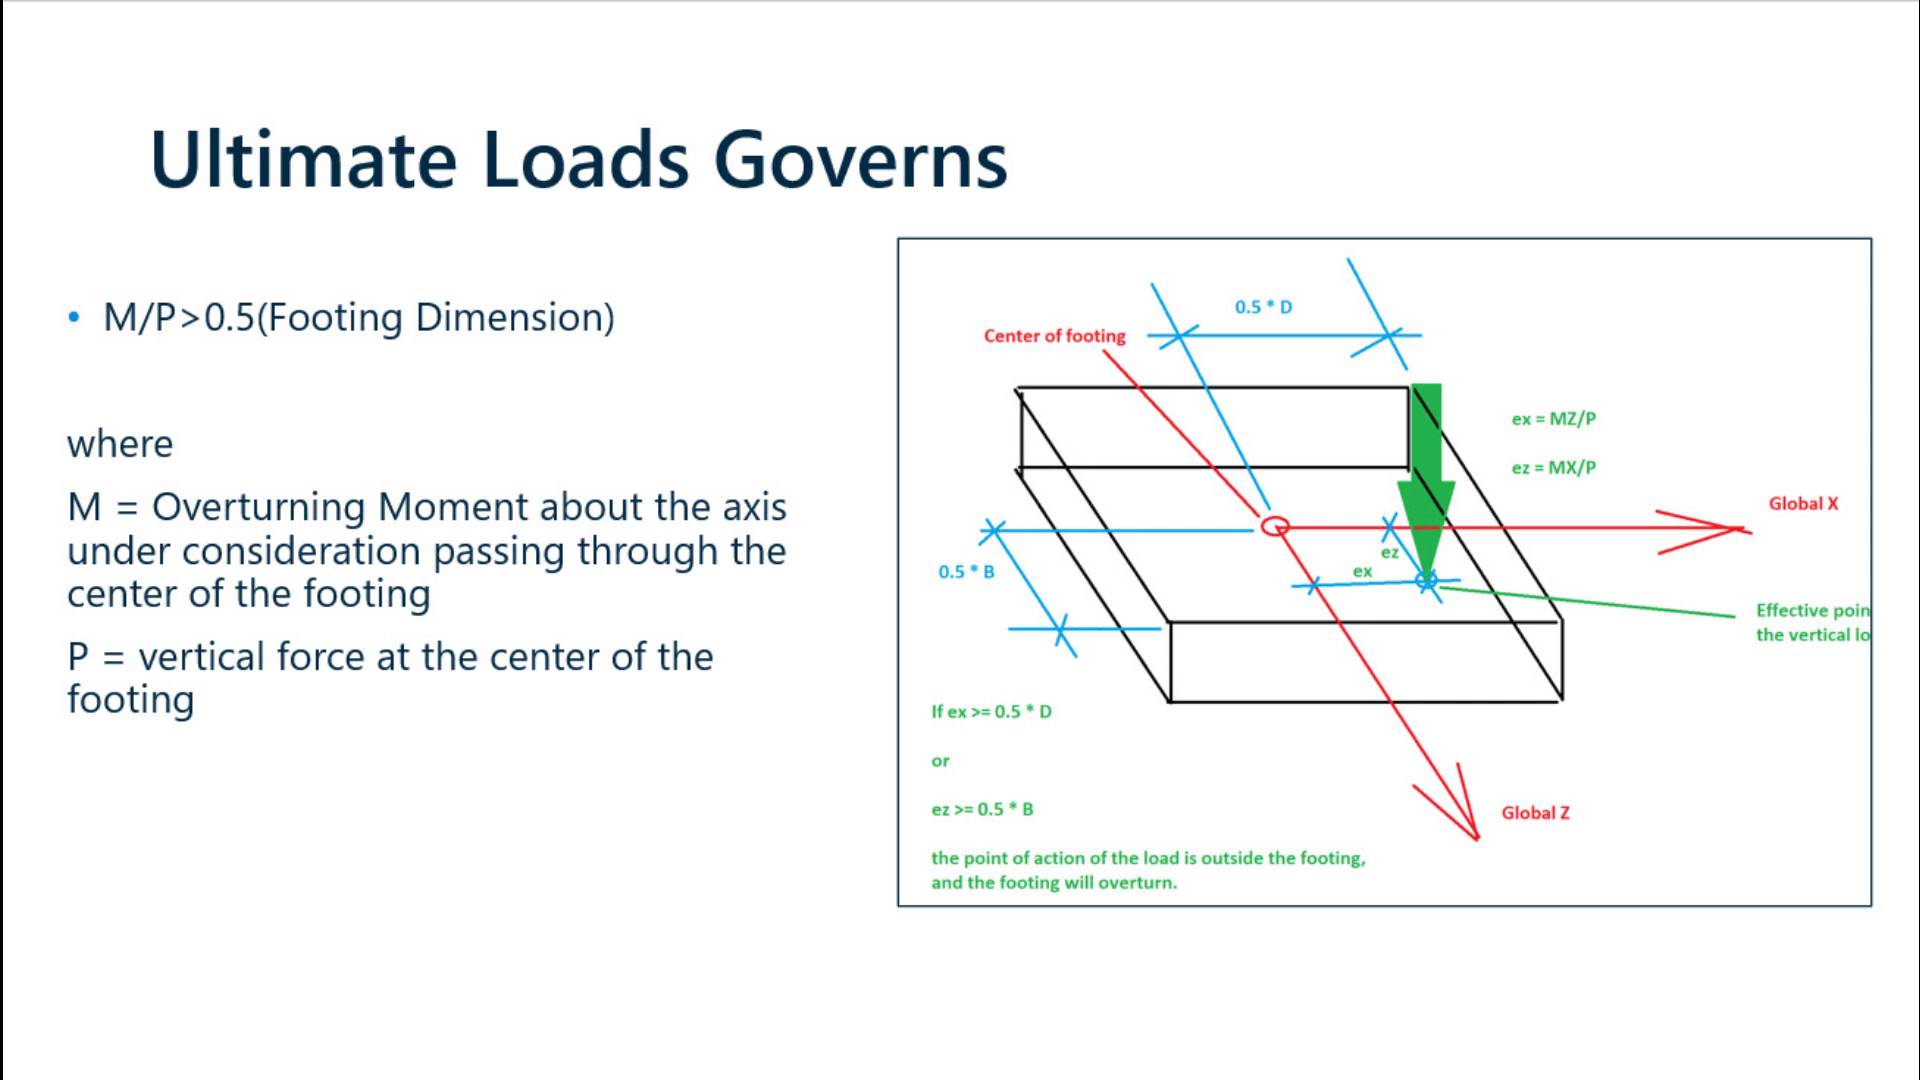 Ultimate Loads Governs
• M/P>0.5(Footing Dimension)
where
M = Overturning Moment about the axis
under consideration passing through the
center of the footing
P = vertical force at the center of the
footing
0.5 * D
Center of footing
ex = MZ/P
ez = MX/P
Global X
ez
ex
0.5 * B
Effective poin
the vertical lo
If ex >= 0.5 * D
or
ez >= 0.5 * B
Global Z
the point of action of the load is outside the footing,
and the footing will overturn.